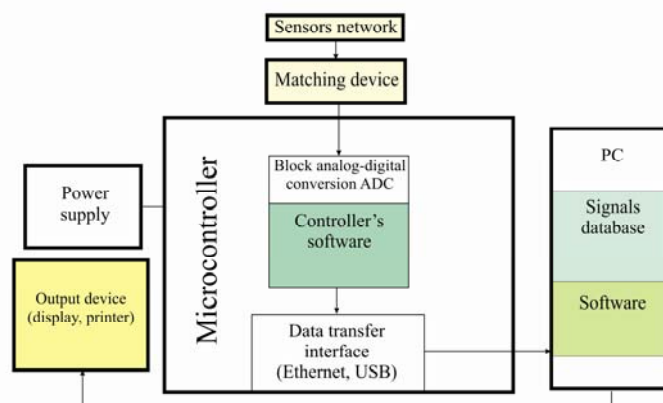 Sensors network
Matching device
Microcontroller
Block analog-digital
conversion ADC
Controller's
software
Data transfer
interface
(Ethernet, USB)
Power
supply
Output device
(display, printer)
PC
Signals
database
Software